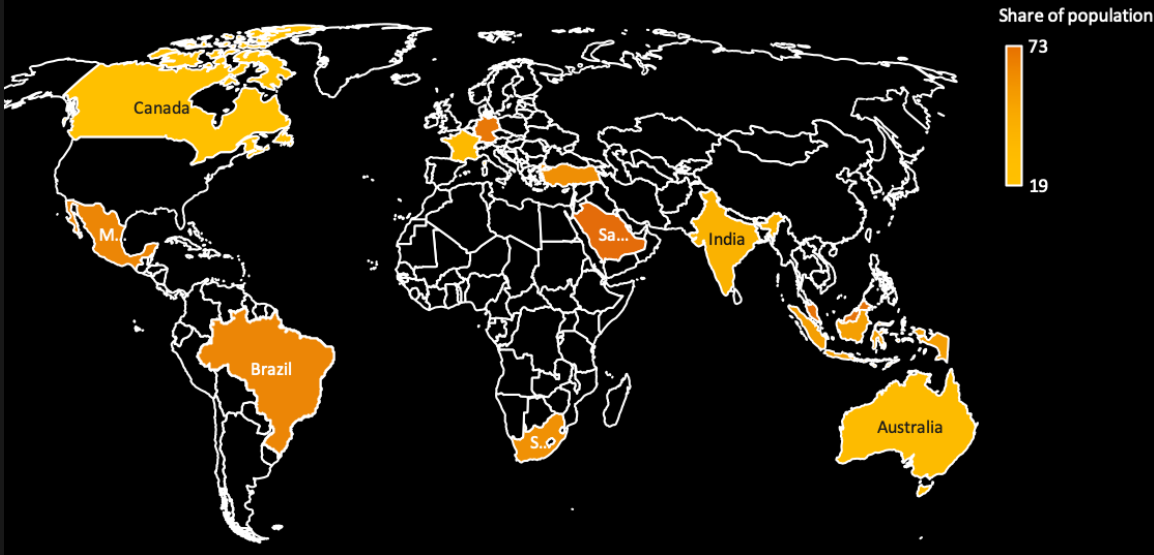 Share of population
73
19
Canada
M...
Sa...
India
Brazil
S...
Australia